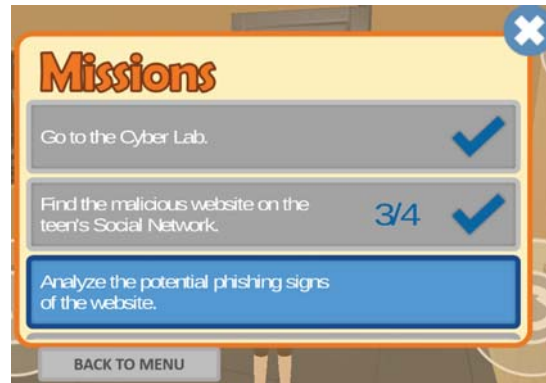 Missions
Go to the Cyber Lab.
Find the malicious website on the
teen's Social Network.
3/4
Analyze the potential phishing signs
of the website.
BACK TO MENU